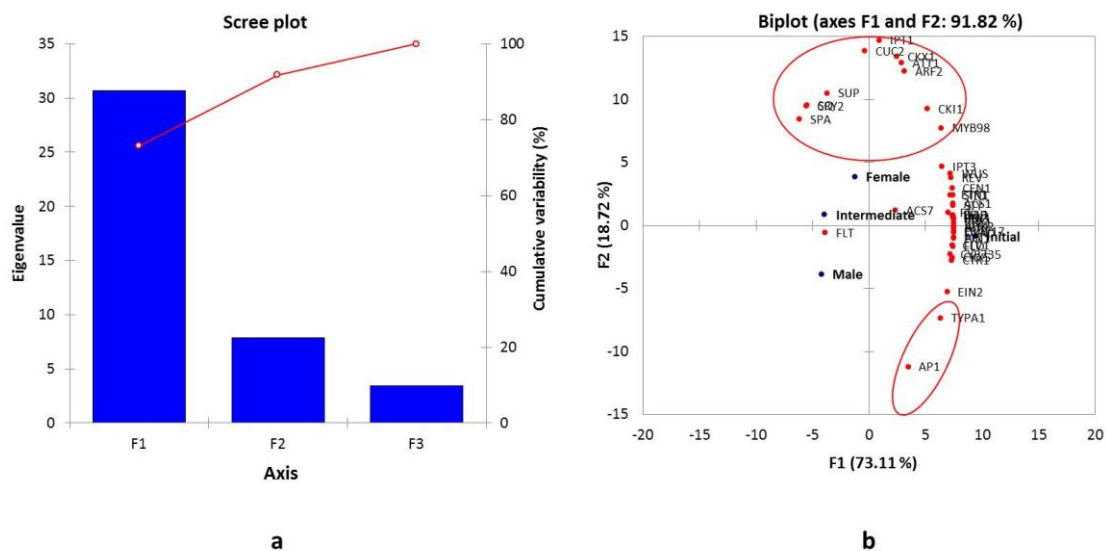 Scree plot
35
30
25
20
15
10
5
0
Eigenvalue
100
80
60
40
20
0
Cumulative variability (%)
F1
F2
F3
Axis
a
Biplot (axes F1 and F2: 91.82 %)
15
10
5
0
-5
-10
-15
F2 (18.72 %)
IPT1
CUC2
CKX1
ATT1
ARF2
SUP
CRY2
CKI1
SPA
MYB98
IPT3
WUS
REV
Female
CEN1
ACS1
ACS7
Intermediate
FLT
Initial
Male
EIN2
TYPA1
AP1
-20
-15
-10
-5
0
5
10
15
20
F1 (73.11 %)
b